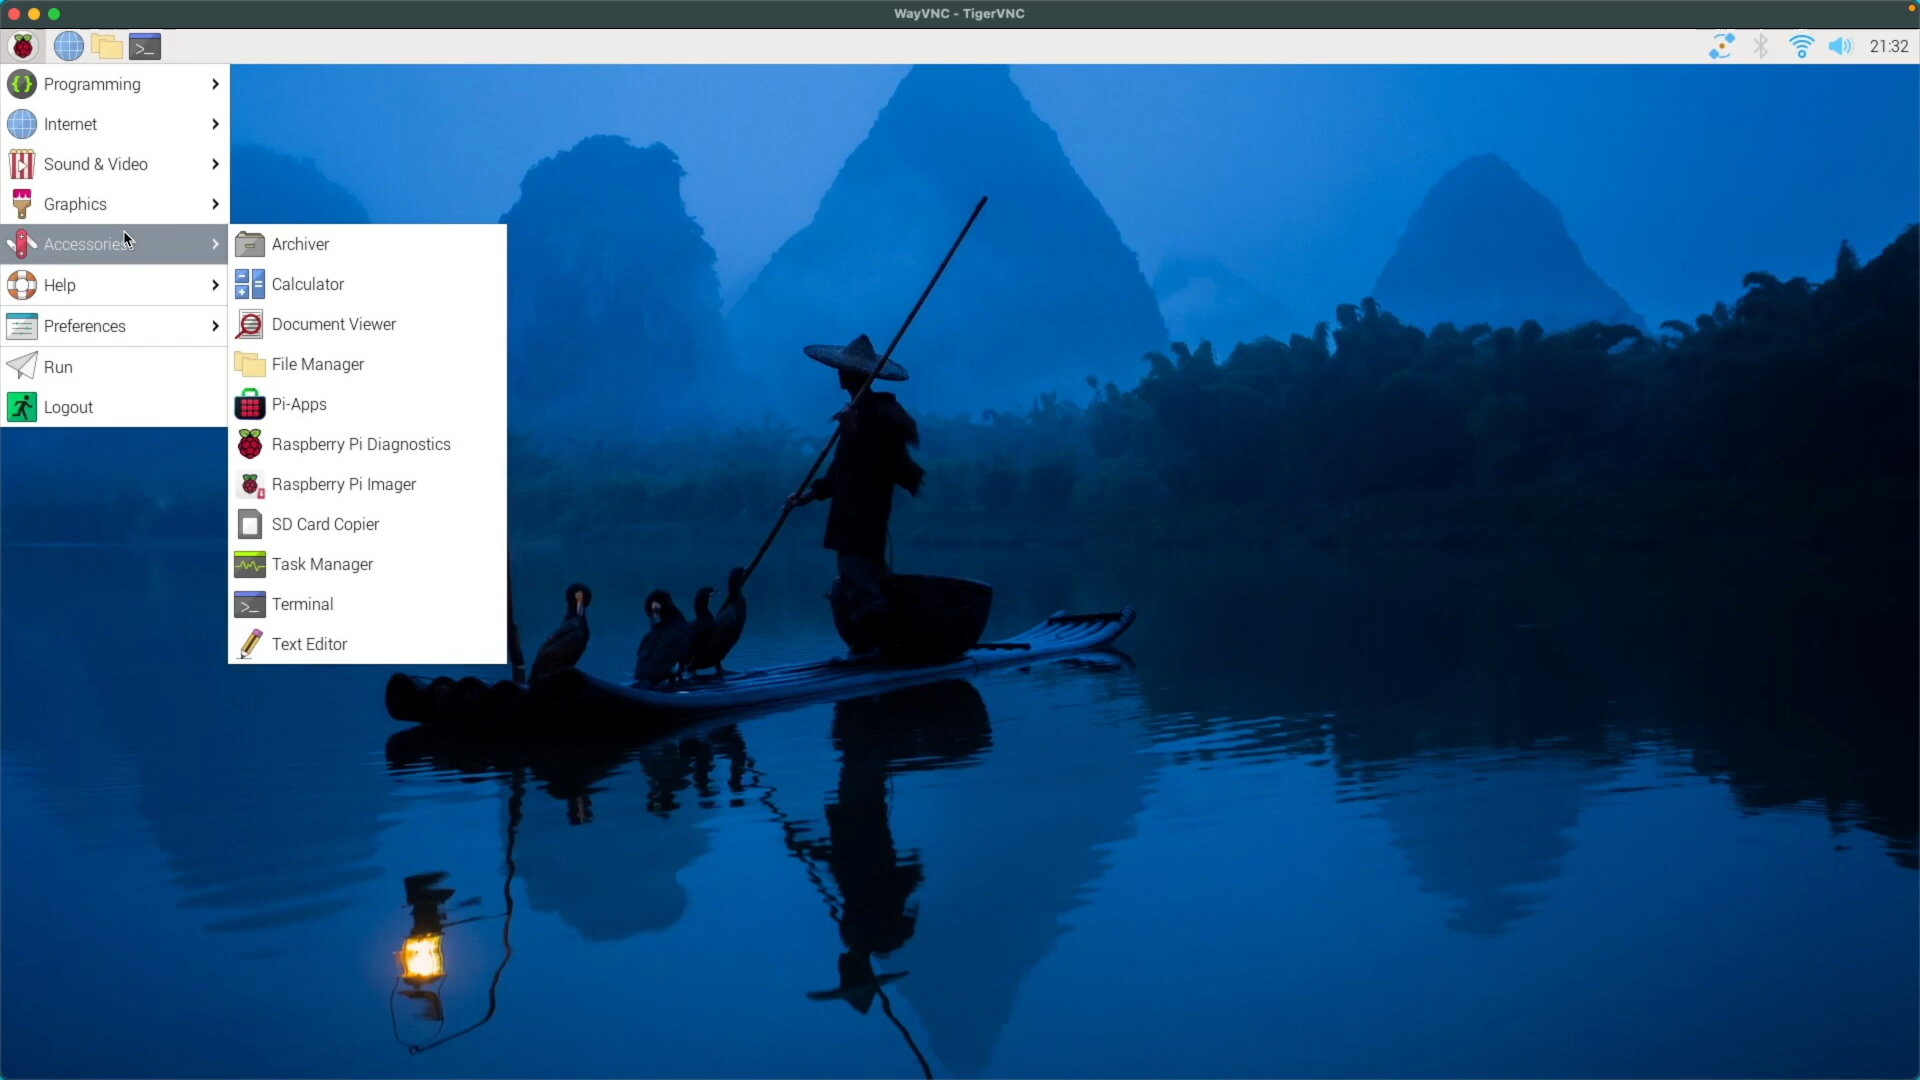 WayVNC - TigerVNC
21:32
Programming
Internet
Sound & Video
Graphics
Accessories
Help
Preferences
Run
Logout
Archiver
Calculator
Document Viewer
File Manager
Pi-Apps
Raspberry Pi Diagnostics
Raspberry Pi Imager
SD Card Copier
Task Manager
Terminal
Text Editor